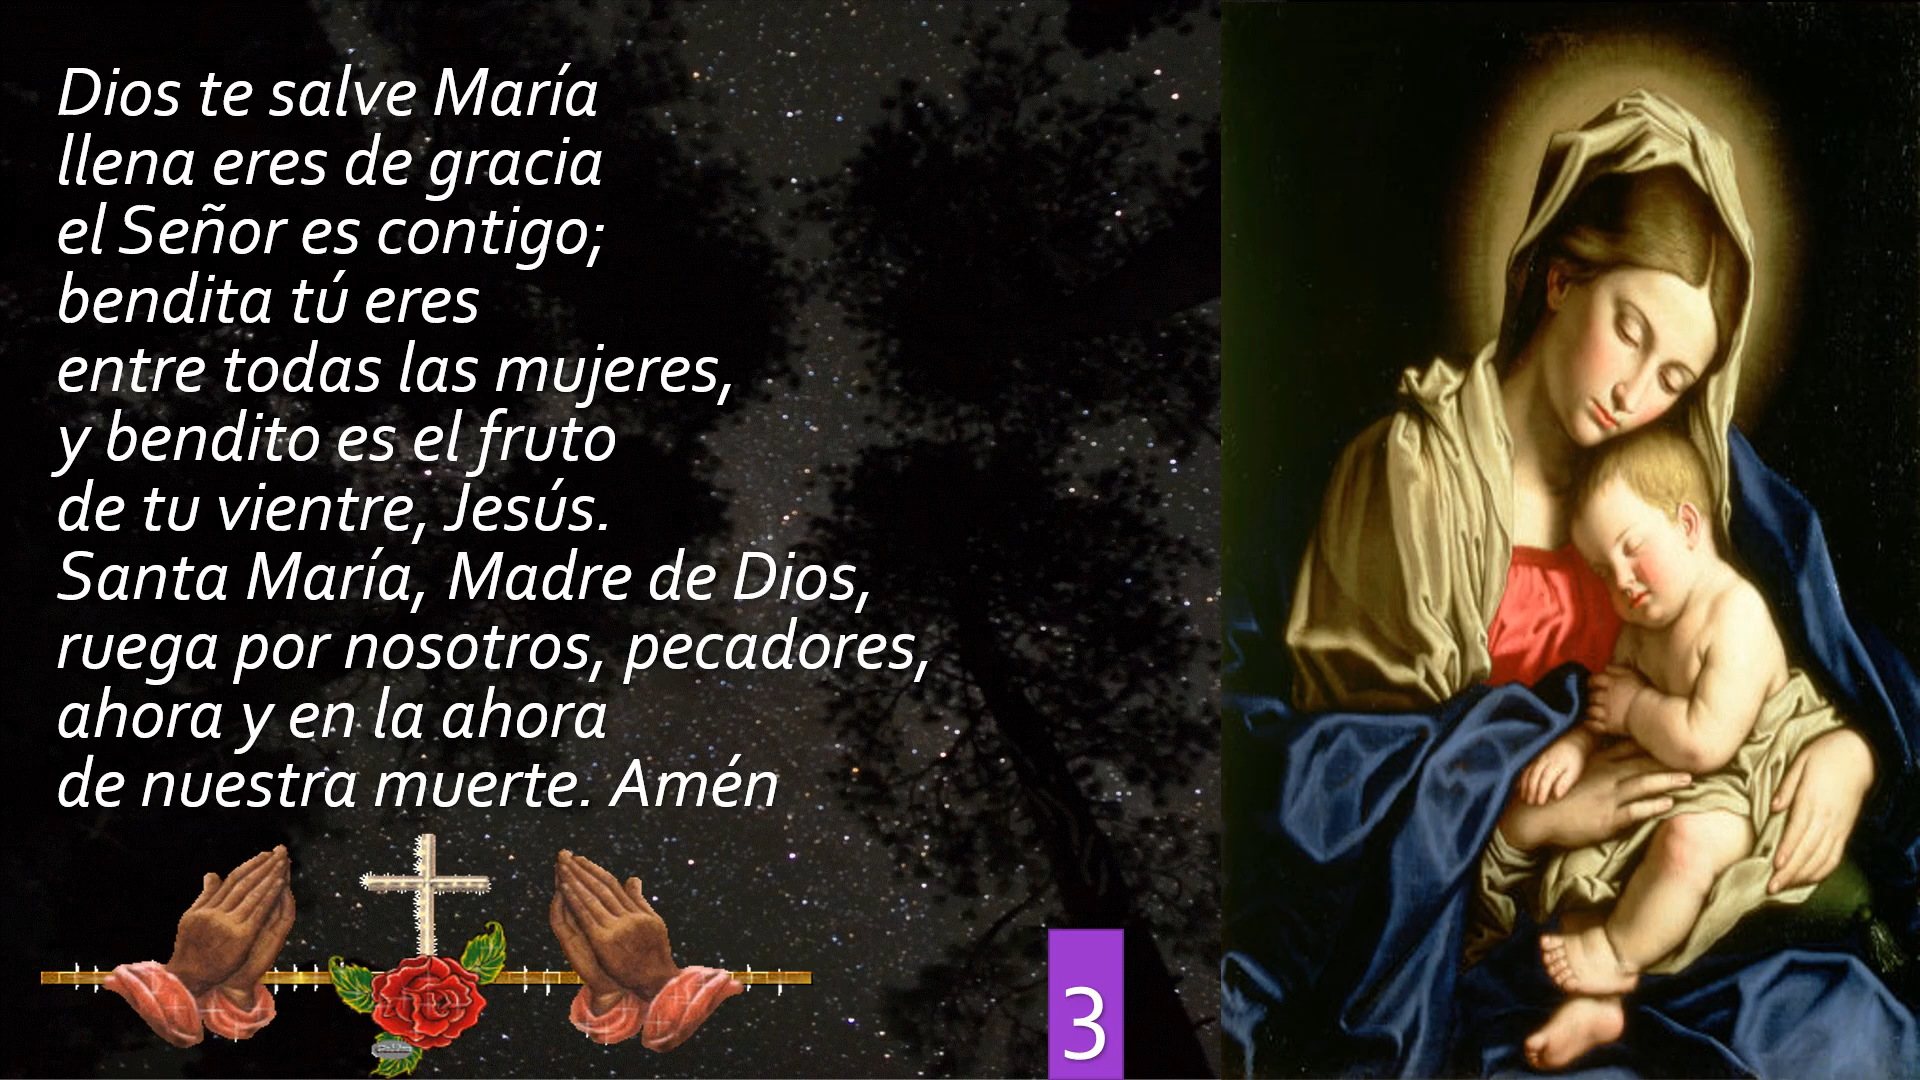 Dios te salve María
llena eres de gracia
el Señor es contigo;
bendita tú eres
entre todas las mujeres,
y bendito es el fruto
de tu vientre, Jesús.
Santa María, Madre de Dios,
ruega por nosotros, pecadores,
ahora y en la ahora
de nuestra muerte. Amén
3